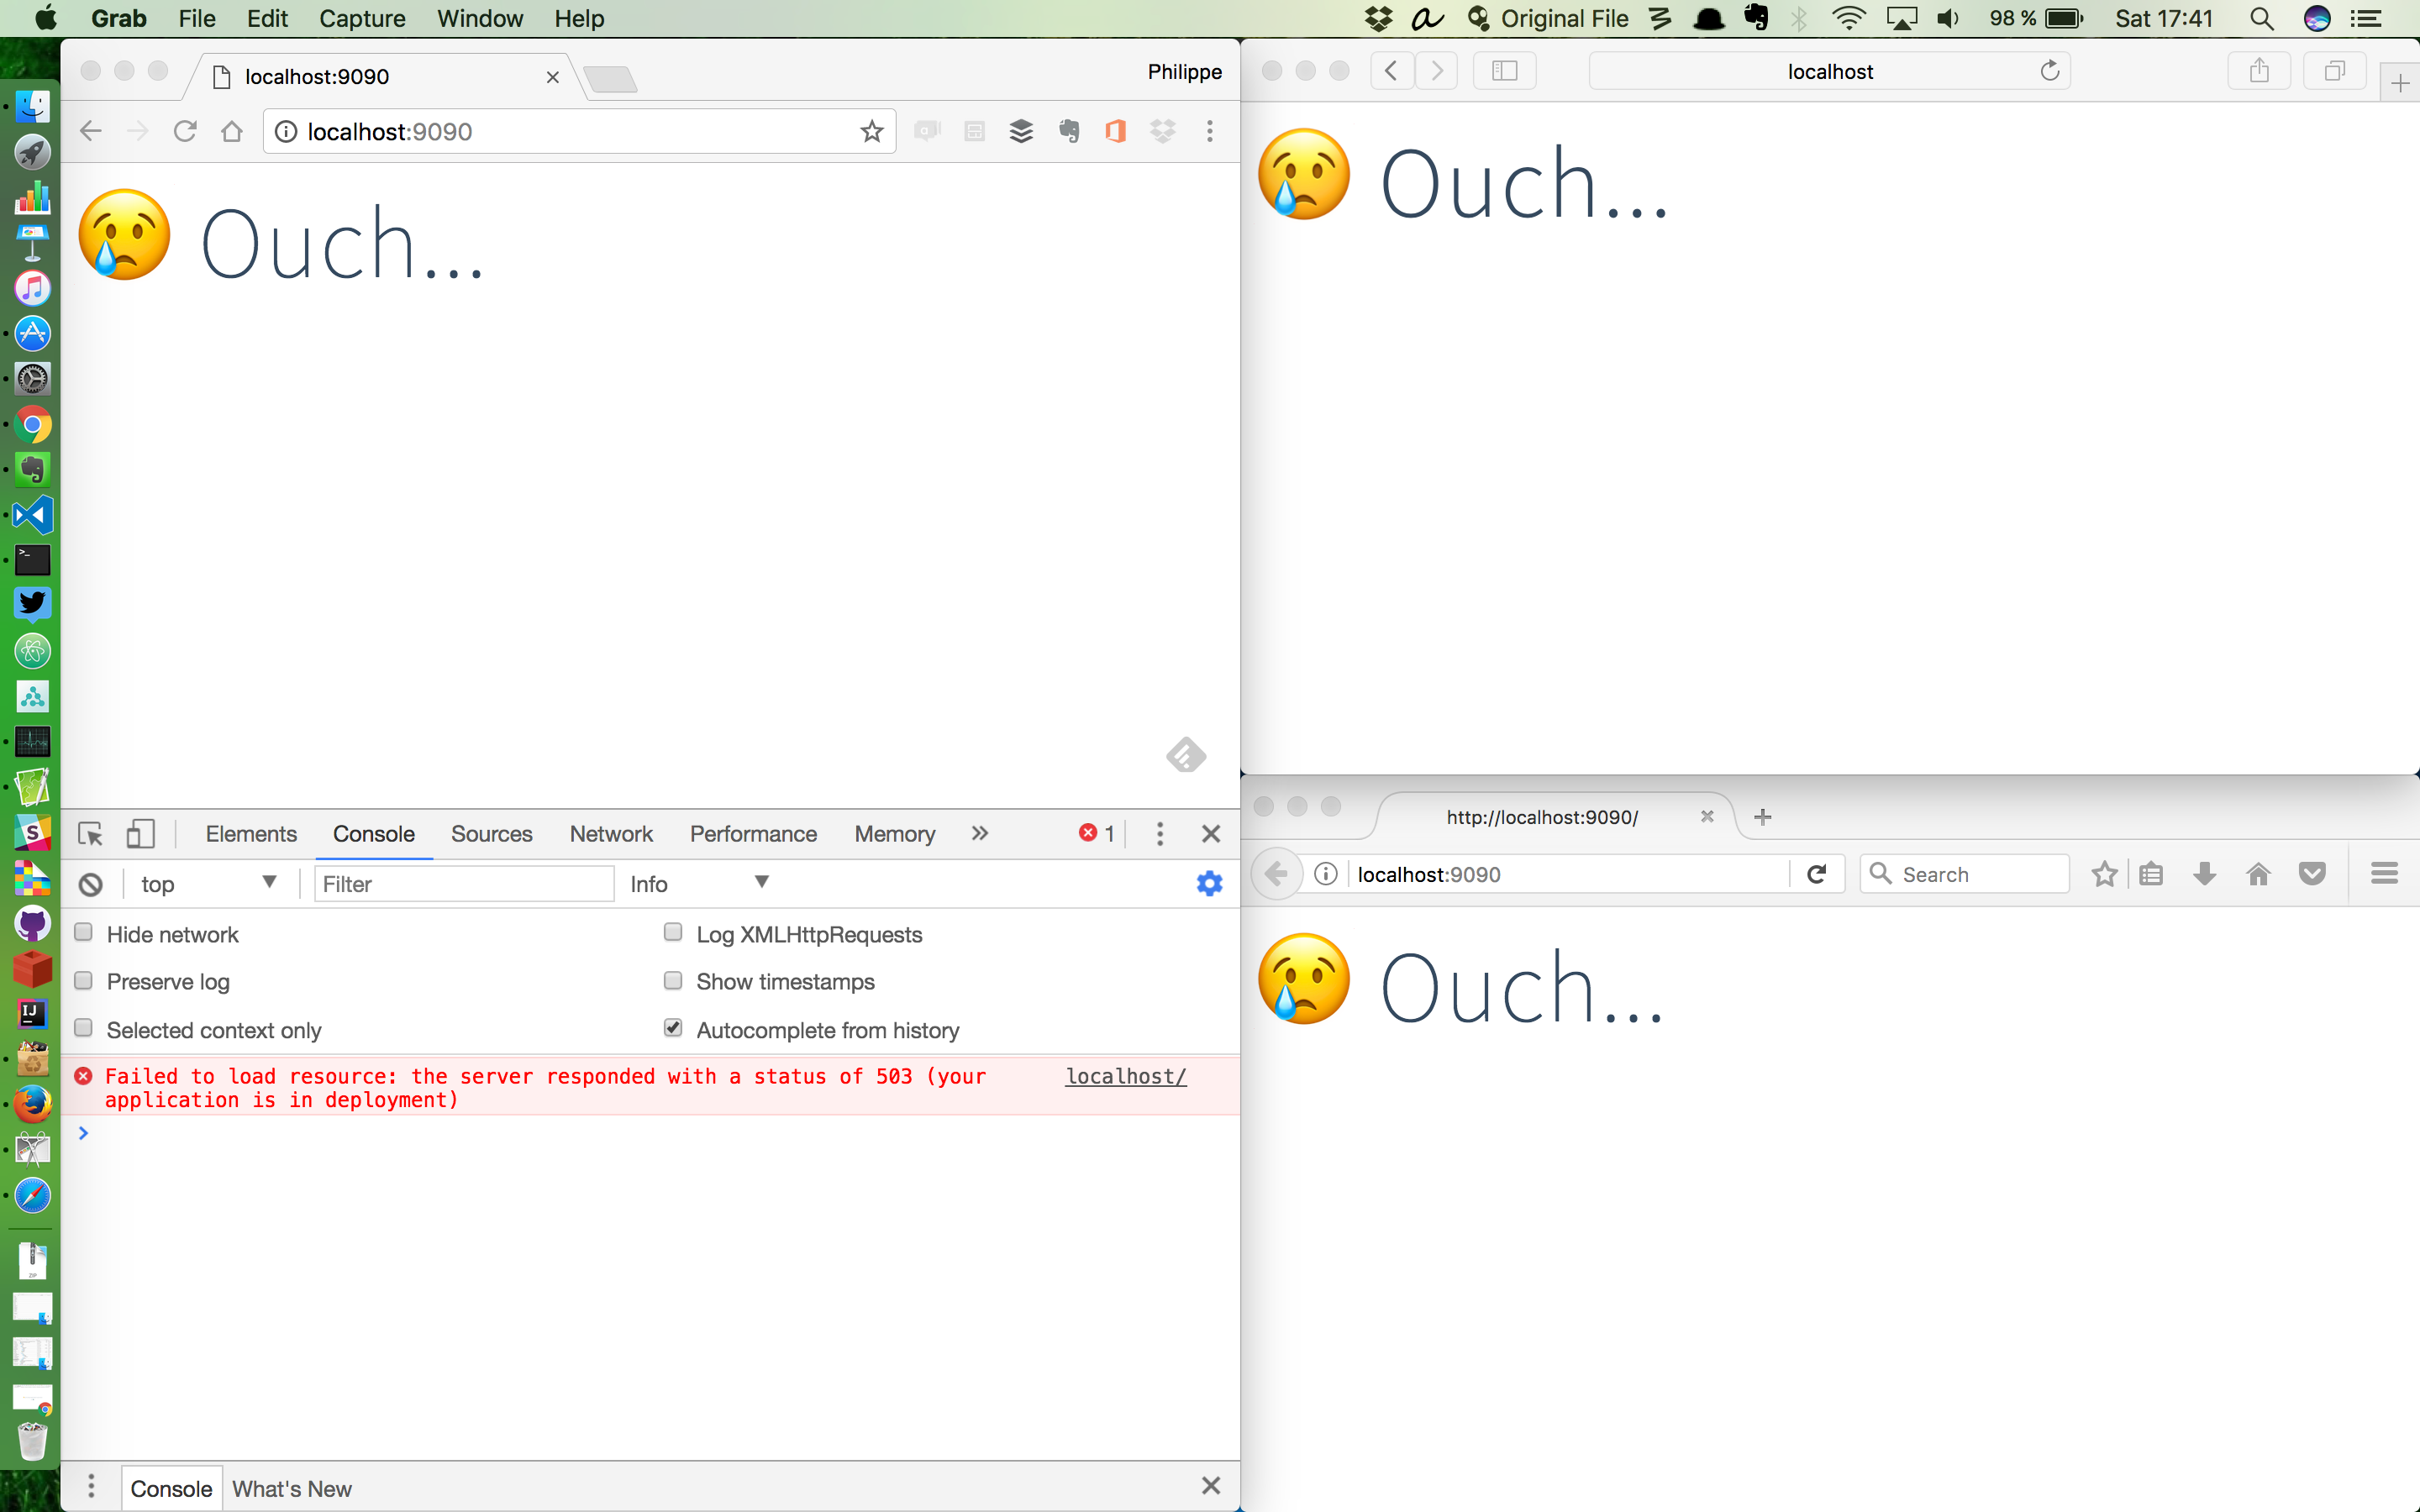 Grab File Edit Capture Window Help
Original File 98 % Sat 17:41
localhost:9090
Philippe
localhost:9090
😢 Ouch...
Elements Console Sources Network Performance Memory » 1
top Filter Info
Hide network Log XMLHttpRequests
Preserve log Show timestamps
Selected context only Autocomplete from history
Failed to load resource: the server responded with a status of 503 (your localhost/
application is in deployment)
Console What's New
localhost
😢 Ouch...
http://localhost:9090/
localhost:9090 Search
😢 Ouch...
S
IJ
ZIP